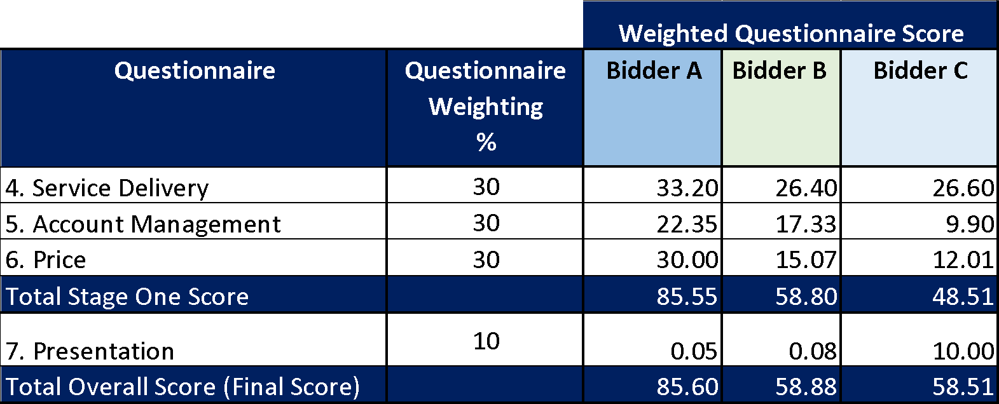 Weighted Questionnaire Score
Questionnaire Questionnaire Weighting % Bidder A Bidder B Bidder C
4. Service Delivery 30 33.20 26.40 26.60
5. Account Management 30 22.35 17.33 9.90
6. Price 30 30.00 15.07 12.01
Total Stage One Score 85.55 58.80 48.51
7. Presentation 10 0.05 0.08 10.00
Total Overall Score (Final Score) 85.60 58.88 58.51